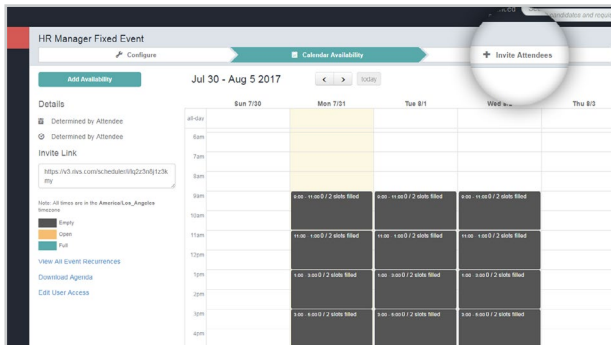 candidates and requi
HR Manager Fixed Event
Configure
Calendar Availability
Invite Attendees
Add Availability
Jul 30 - Aug 5 2017
< >
today
Details
Determined by Attendee
Determined by Attendee
Invite Link
Note: All times are in the America/Los_Angeles
timezone
Empty
Open
Full
View All Event Recurrences
Download Agenda
Edit User Access
Sun 7/30
Mon 7/31
Tue 8/1
Wed
Thu 8/3
all-day
6am
7am
8am
9am
9:00 - 11:00 0 / 2 slots filled
9:00 - 11:00 0 / 2 slots filled
9:00 - 11:00 0 / 2 slots filled
10am
11am
11:00 - 1:00 0 / 2 slots filled
11:00 - 1:00 0 / 2 slots filled
11:00 - 1:00 0 / 2 slots filled
12pm
1pm
1:00 - 3:00 0 / 2 slots filled
1:00 - 3:00 0 / 2 slots filled
1:00 - 3:00 0 / 2 slots filled
2pm
3pm
3:00 - 5:00 0 / 2 slots filled
3:00 - 5:00 0 / 2 slots filled
3:00 - 5:00 0 / 2 slots filled
4pm